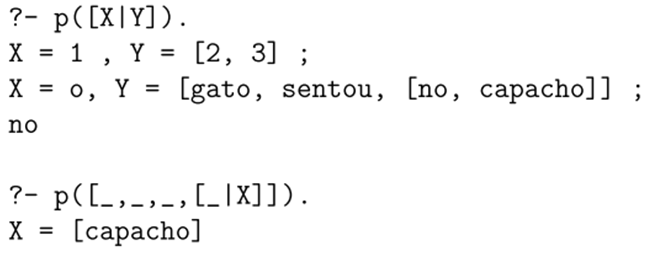 ?- p([X|Y]).
X = 1 , Y = [2, 3] ;
X = o, Y = [gato, sentou, [no, capacho]] ;
no
?- p([_,_,_,[_|X]]).
X = [capacho]